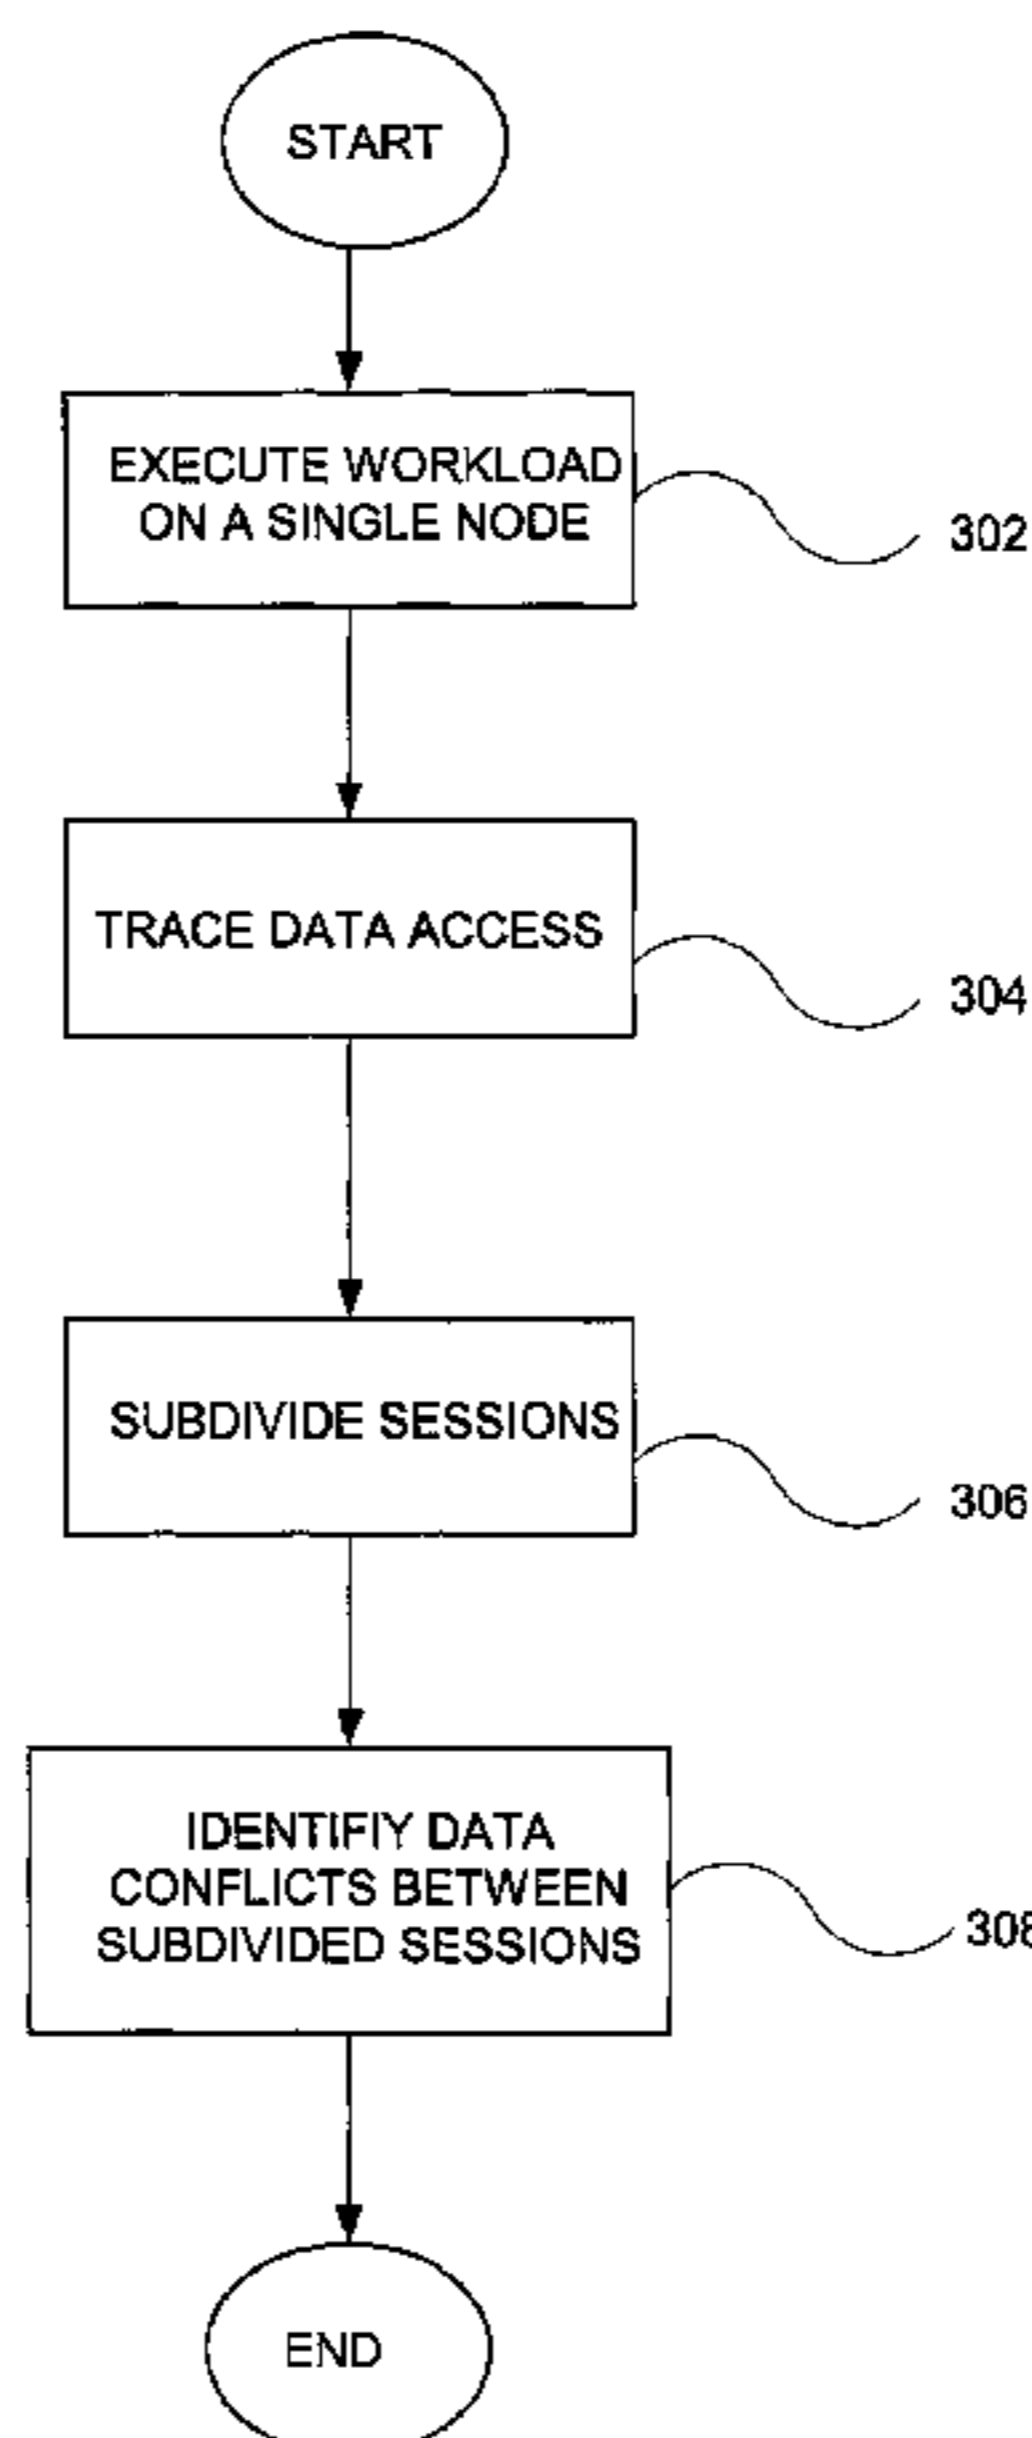 START
EXECUTE WORKLOAD
ON A SINGLE NODE
302
TRACE DATA ACCESS
304
SUBDIVIDE SESSIONS
306
IDENTIFIY DATA
CONFLICTS BETWEEN
SUBDIVIDED SESSIONS
308
END